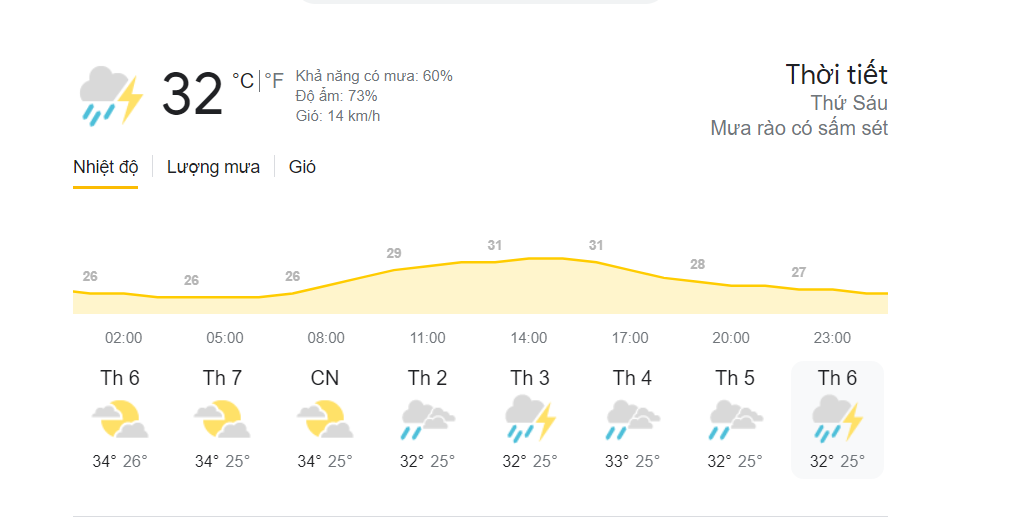 32 °C | °F
Khả năng có mưa: 60%
Độ ẩm: 73%
Gió: 14 km/h
Thời tiết
Thứ Sáu
Mưa rào có sấm sét
Nhiệt độ | Lượng mưa | Gió
26 26 26 29 31 31 28 27
02:00 05:00 08:00 11:00 14:00 17:00 20:00 23:00
Th 6 Th 7 CN Th 2 Th 3 Th 4 Th 5 Th 6
34° 26° 34° 25° 34° 25° 32° 25° 32° 25° 33° 25° 32° 25° 32° 25°